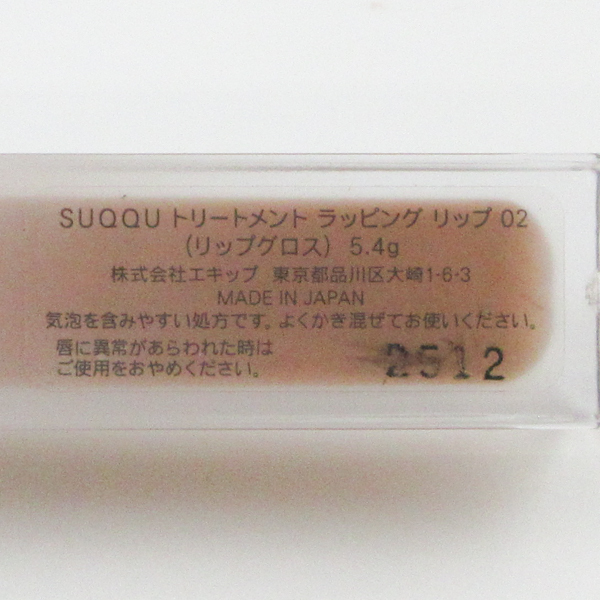 SUQQU トリートメント ラッピング リップ 02
(リップグロス) 5.4g
株式会社エキップ 東京都品川区大崎1-6-3
MADE IN JAPAN
気泡を含みやすい処方です。よくかき混ぜてお使いください。
唇に異常があらわれた時は
ご使用をおやめください。
2512